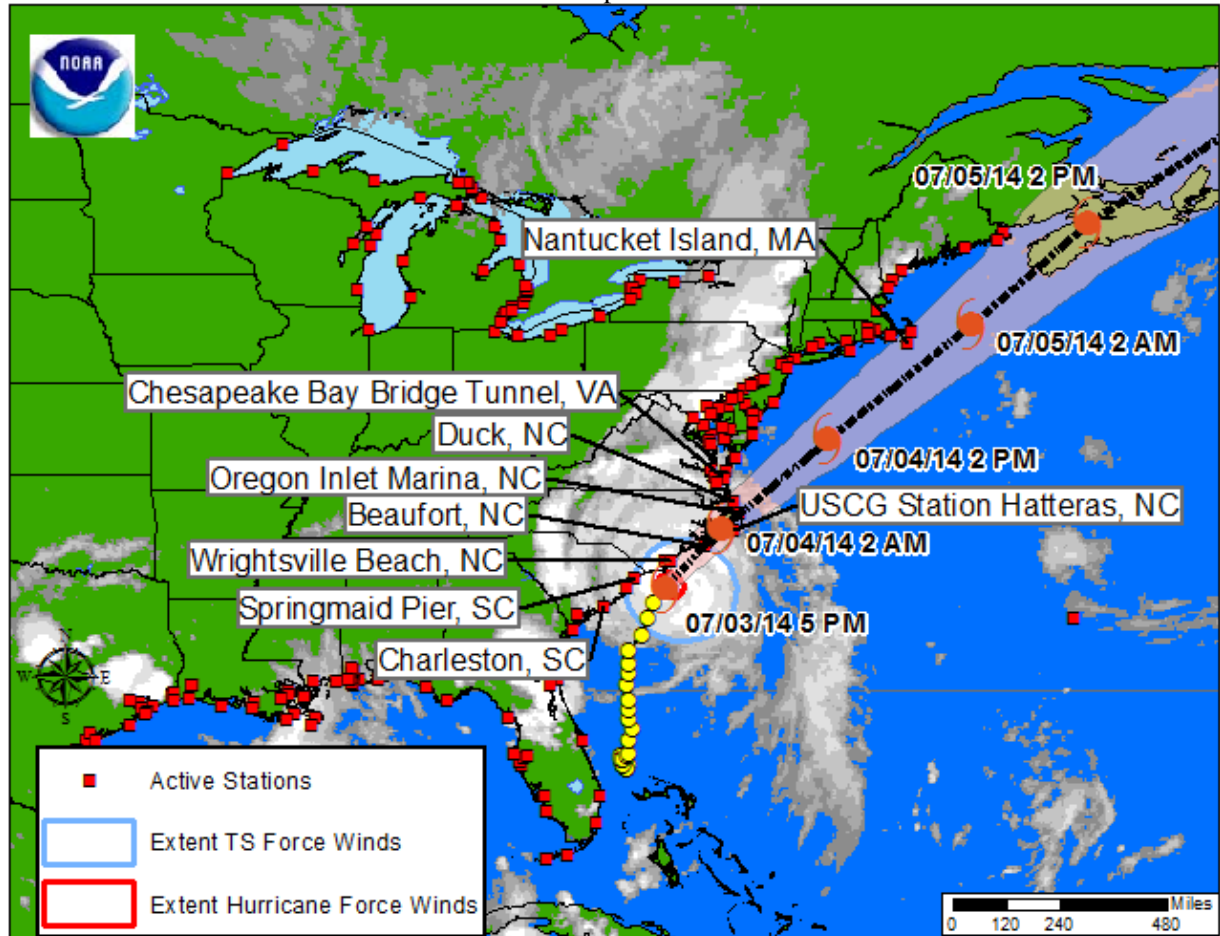 NOAA
07/05/14 2 PM
Nantucket Island, MA
07/05/14 2 AM
Chesapeake Bay Bridge Tunnel, VA
Duck, NC
07/04/14 2 PM
Oregon Inlet Marina, NC
USCG Station Hatteras, NC
Beaufort, NC
07/04/14 2 AM
Wrightsville Beach, NC
Springmaid Pier, SC
07/03/14 5 PM
Charleston, SC
N
W E
S
Active Stations
Extent TS Force Winds
Extent Hurricane Force Winds
Miles
0 120 240 480